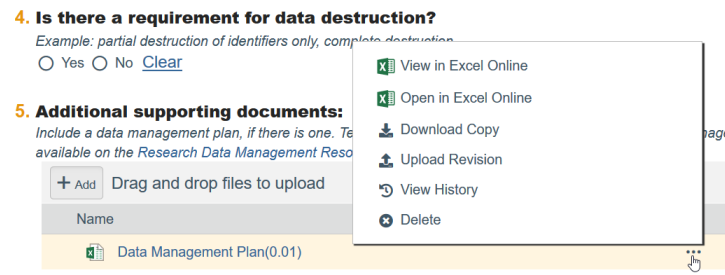 4. Is there a requirement for data destruction?
Example: partial destruction of identifiers only, complete destruction
Yes No Clear
5. Additional supporting documents:
Include a data management plan, if there is one.
available on the Research Data Management
+ Add Drag and drop files to upload
Name
Data Management Plan(0.01)
View in Excel Online
Open in Excel Online
Download Copy
Upload Revision
View History
Delete